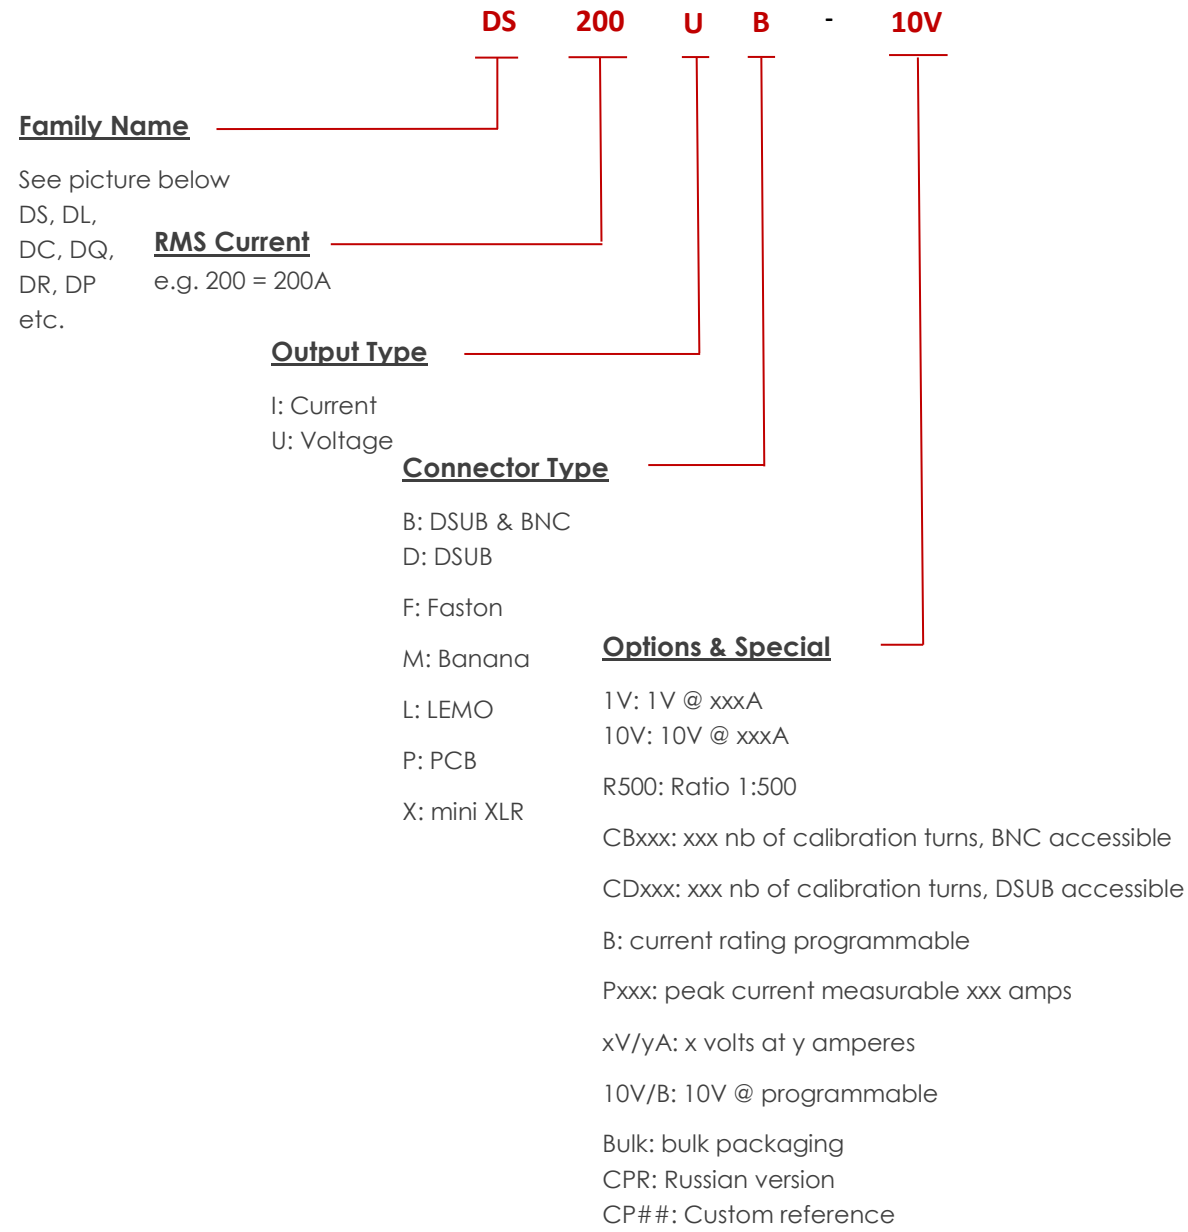 DS 200 U B - 10V
Family Name
See picture below
DS, DL,
DC, DQ,
DR, DP
etc.
RMS Current
e.g. 200 = 200A
Output Type
I: Current
U: Voltage
Connector Type
B: DSUB & BNC
D: DSUB
F: Faston
M: Banana
L: LEMO
P: PCB
X: mini XLR
Options & Special
1V: 1V @ xxxA
10V: 10V @ xxxA
R500: Ratio 1:500
CBxxx: xxx nb of calibration turns, BNC accessible
CDxxx: xxx nb of calibration turns, DSUB accessible
B: current rating programmable
Pxxx: peak current measurable xxx amps
xV/yA: x volts at y amperes
10V/B: 10V @ programmable
Bulk: bulk packaging
CPR: Russian version
CP##: Custom reference